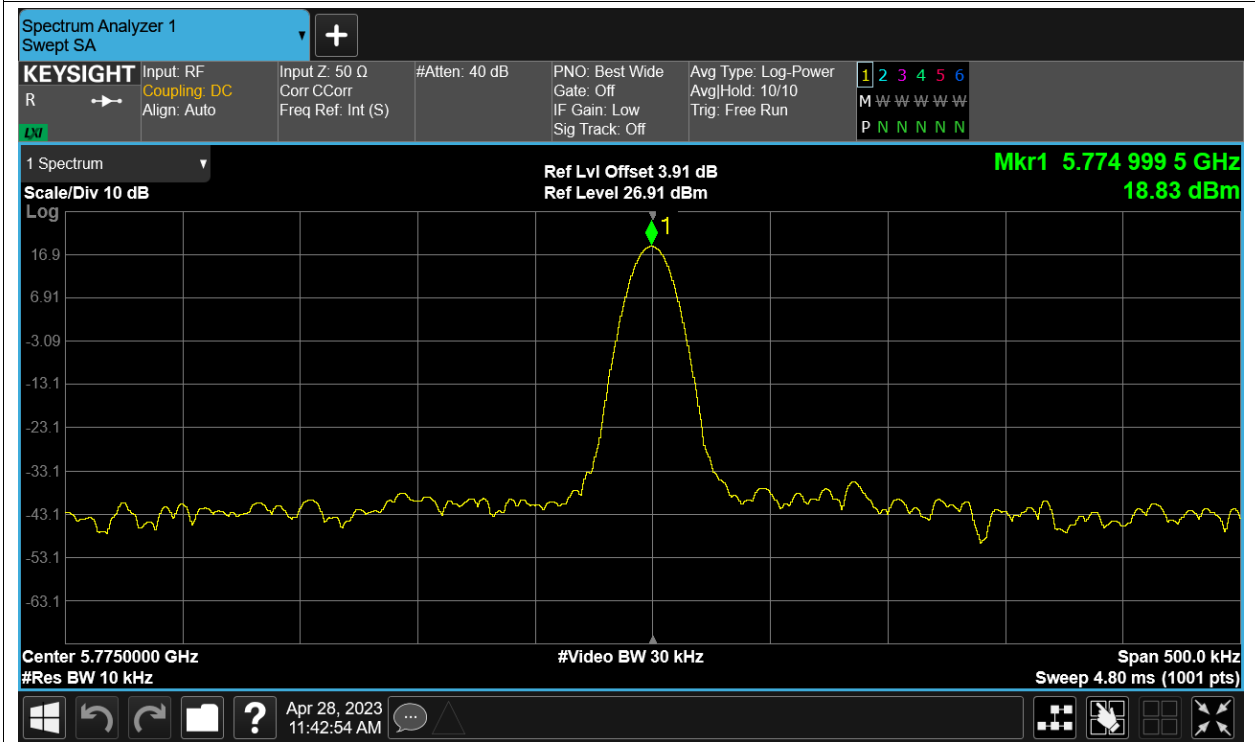 Spectrum Analyzer 1
Swept SA
KEYSIGHT
R
LXI
Input: RF
Coupling: DC
Align: Auto
Input Z: 50 Ω
Corr CCorr
Freq Ref: Int (S)
#Atten: 40 dB
PNO: Best Wide
Gate: Off
IF Gain: Low
Sig Track: Off
Avg Type: Log-Power
Avg|Hold: 10/10
Trig: Free Run
1 2 3 4 5 6
M W W W W W
P N N N N N
1 Spectrum
Scale/Div 10 dB
Log
Ref Lvl Offset 3.91 dB
Ref Level 26.91 dBm
Mkr1 5.774 999 5 GHz
18.83 dBm
1
16.9
6.91
-3.09
-13.1
-23.1
-33.1
-43.1
-53.1
-63.1
Center 5.7750000 GHz
#Res BW 10 kHz
#Video BW 30 kHz
Span 500.0 kHz
Sweep 4.80 ms (1001 pts)
?
Apr 28, 2023
11:42:54 AM